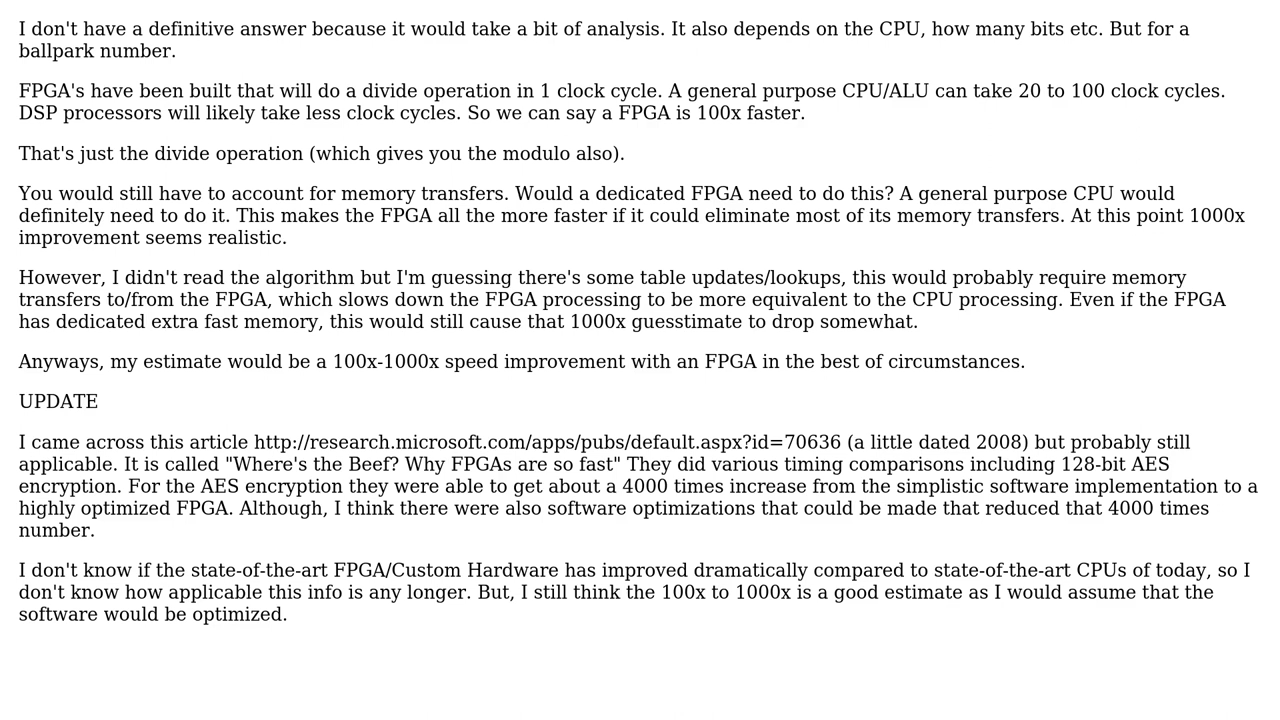 I don't have a definitive answer because it would take a bit of analysis. It also depends on the CPU, how many bits etc. But for a
ballpark number.
FPGA's have been built that will do a divide operation in 1 clock cycle. A general purpose CPU/ALU can take 20 to 100 clock cycles.
DSP processors will likely take less clock cycles. So we can say a FPGA is 100x faster.
That's just the divide operation (which gives you the modulo also).
You would still have to account for memory transfers. Would a dedicated FPGA need to do this? A general purpose CPU would
definitely need to do it. This makes the FPGA all the more faster if it could eliminate most of its memory transfers. At this point 1000x
improvement seems realistic.
However, I didn't read the algorithm but I'm guessing there's some table updates/lookups, this would probably require memory
transfers to/from the FPGA, which slows down the FPGA processing to be more equivalent to the CPU processing. Even if the FPGA
has dedicated extra fast memory, this would still cause that 1000x guesstimate to drop somewhat.
Anyways, my estimate would be a 100x-1000x speed improvement with an FPGA in the best of circumstances.
UPDATE
I came across this article http://research.microsoft.com/apps/pubs/default.aspx?id=70636 (a little dated 2008) but probably still
applicable. It is called "Where's the Beef? Why FPGAs are so fast" They did various timing comparisons including 128-bit AES
encryption. For the AES encryption they were able to get about a 4000 times increase from the simplistic software implementation to a
highly optimized FPGA. Although, I think there were also software optimizations that could be made that reduced that 4000 times
number.
I don't know if the state-of-the-art FPGA/Custom Hardware has improved dramatically compared to state-of-the-art CPUs of today, so I
don't know how applicable this info is any longer. But, I still think the 100x to 1000x is a good estimate as I would assume that the
software would be optimized.